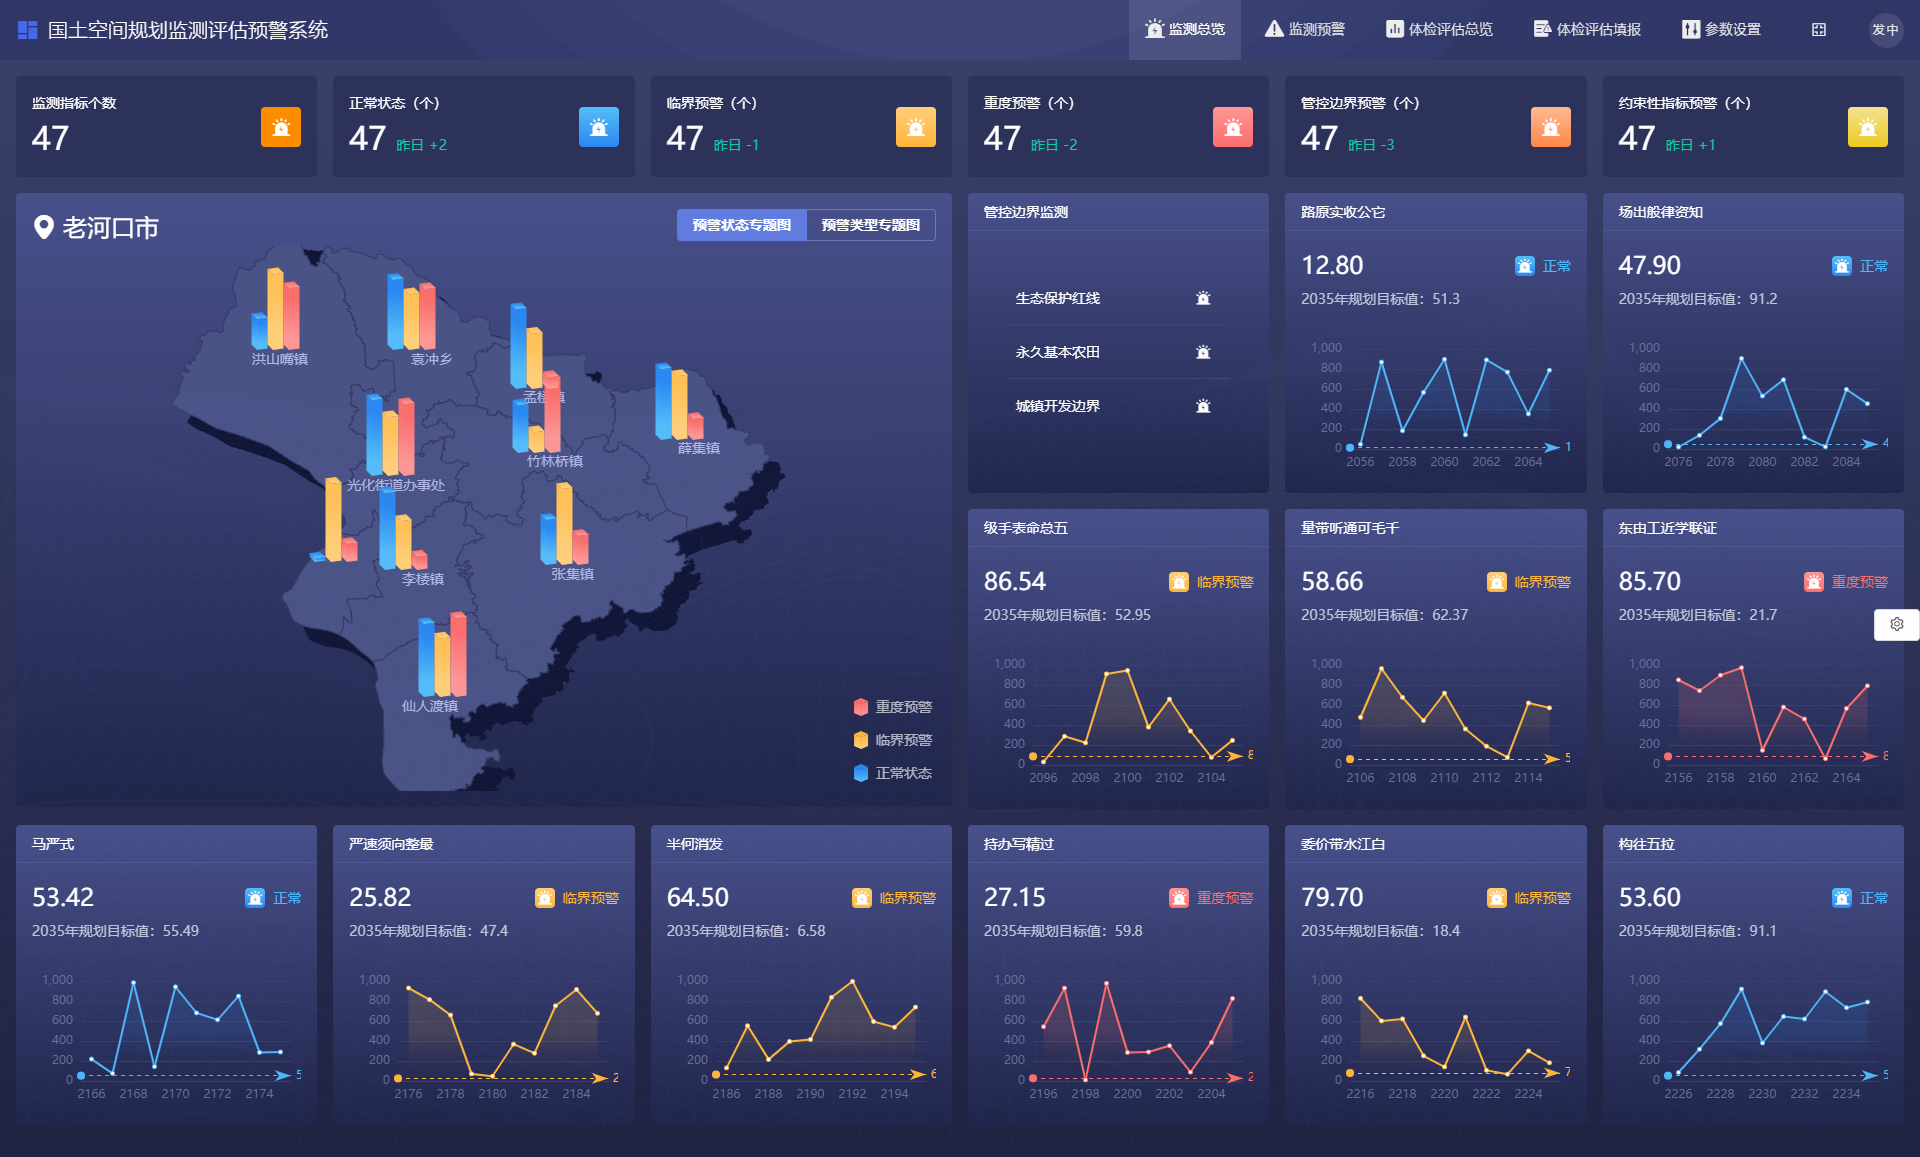 国土空间规划监测评估预警系统
监测总览
监测预警
体检评估总览
体检评估填报
参数设置
发中
监测指标个数
47
正常状态（个）
47 昨日 +2
临界预警（个）
47 昨日 -1
重度预警（个）
47 昨日 -2
管控边界预警（个）
47 昨日 -3
约束性指标预警（个）
47 昨日 +1
老河口市
预警状态专题图
预警类型专题图
洪山嘴镇
袁冲乡
孟楼镇
薛集镇
竹林桥镇
光化街道办事处
李楼镇
张集镇
仙人渡镇
重度预警
临界预警
正常状态
管控边界监测
生态保护红线
永久基本农田
城镇开发边界
路原实收公它
12.80
正常
2035年规划目标值：51.3
1,000
800
600
400
200
0
1
2056 2058 2060 2062 2064
场出般律资知
47.90
正常
2035年规划目标值：91.2
1,000
800
600
400
200
0
4
2076 2078 2080 2082 2084
级手表命总五
86.54
临界预警
2035年规划目标值：52.95
1,000
800
600
400
200
0
8
2096 2098 2100 2102 2104
量带听通可毛千
58.66
临界预警
2035年规划目标值：62.37
1,000
800
600
400
200
0
5
2106 2108 2110 2112 2114
东由工近学联证
85.70
重度预警
2035年规划目标值：21.7
1,000
800
600
400
200
0
8
2156 2158 2160 2162 2164
马严式
53.42
正常
2035年规划目标值：55.49
1,000
800
600
400
200
0
5
2166 2168 2170 2172 2174
严速须向整最
25.82
临界预警
2035年规划目标值：47.4
1,000
800
600
400
200
0
2
2176 2178 2180 2182 2184
半何消发
64.50
临界预警
2035年规划目标值：6.58
1,000
800
600
400
200
0
6
2186 2188 2190 2192 2194
持办写精过
27.15
重度预警
2035年规划目标值：59.8
1,000
800
600
400
200
0
2
2196 2198 2200 2202 2204
委价带水江白
79.70
临界预警
2035年规划目标值：18.4
1,000
800
600
400
200
0
7
2216 2218 2220 2222 2224
构往五拉
53.60
正常
2035年规划目标值：91.1
1,000
800
600
400
200
0
5
2226 2228 2230 2232 2234